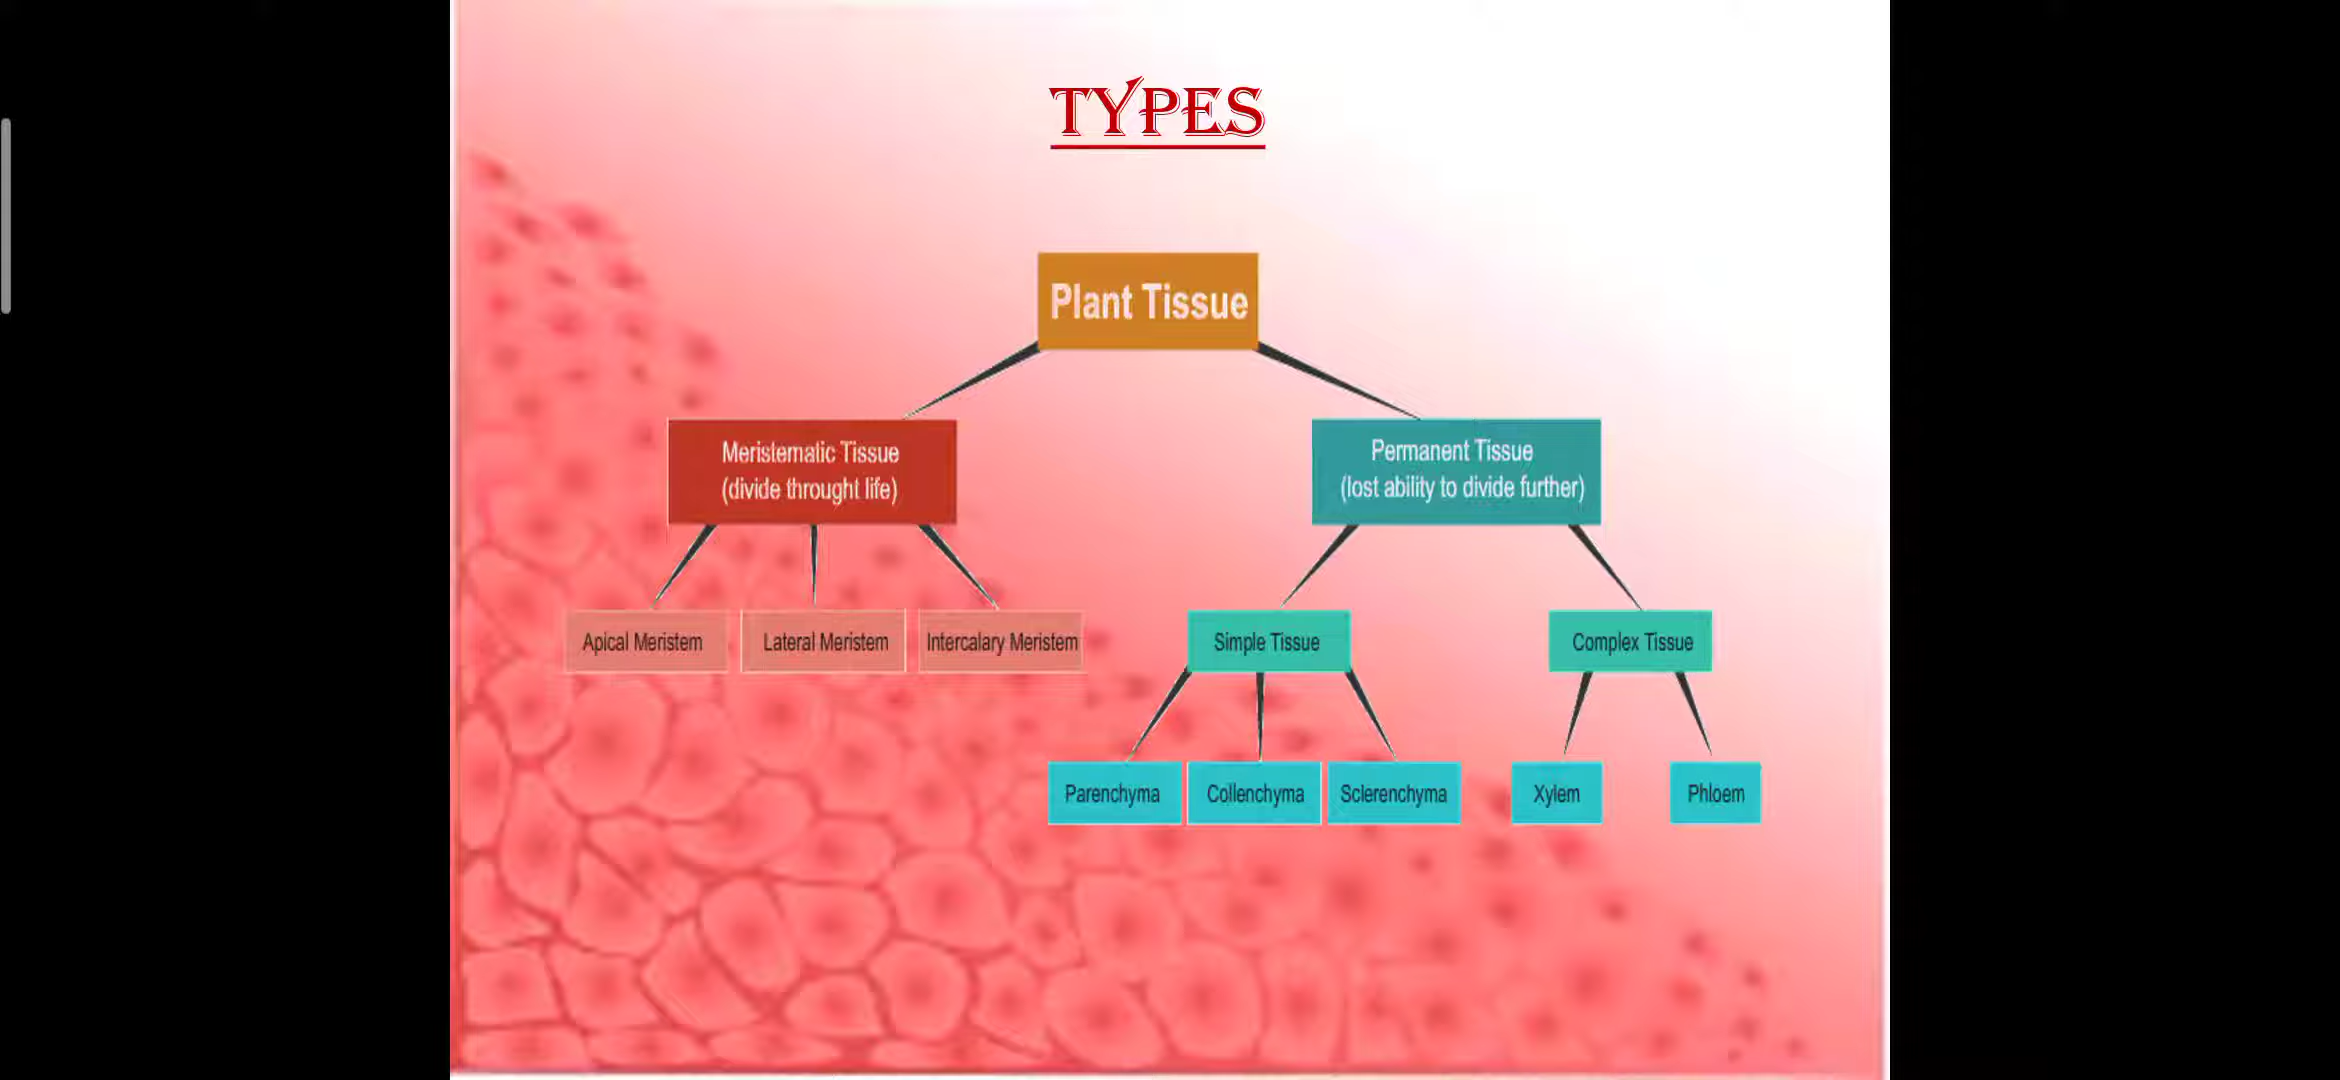 TYPES
Plant Tissue
Meristematic Tissue
(divide throught life)
Permanent Tissue
(lost ability to divide further)
Apical Meristem
Lateral Meristem
Intercalary Meristem
Simple Tissue
Complex Tissue
Parenchyma
Collenchyma
Sclerenchyma
Xylem
Phloem